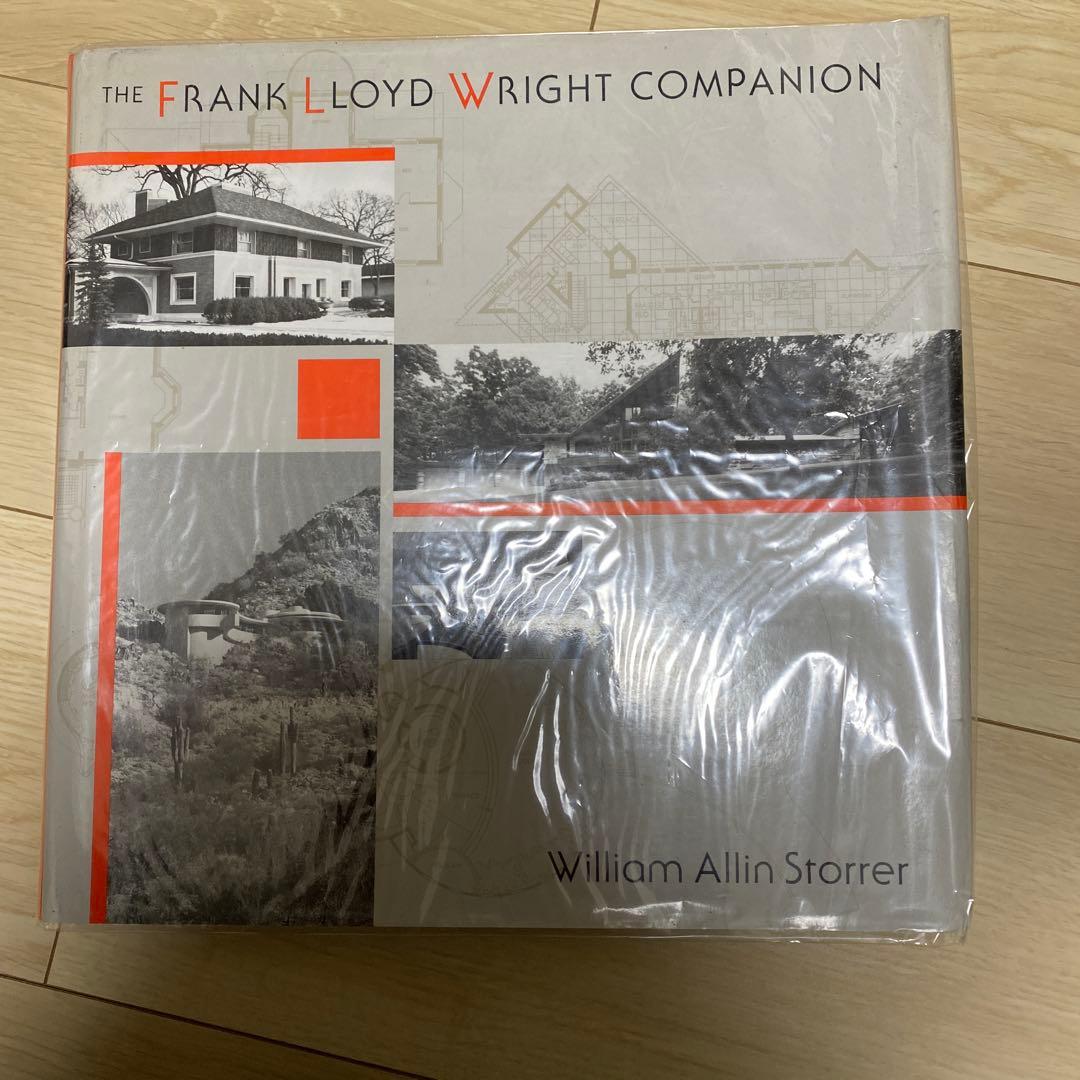 THE FRANK LLOYD WRIGHT COMPANION
William Allin Storrer